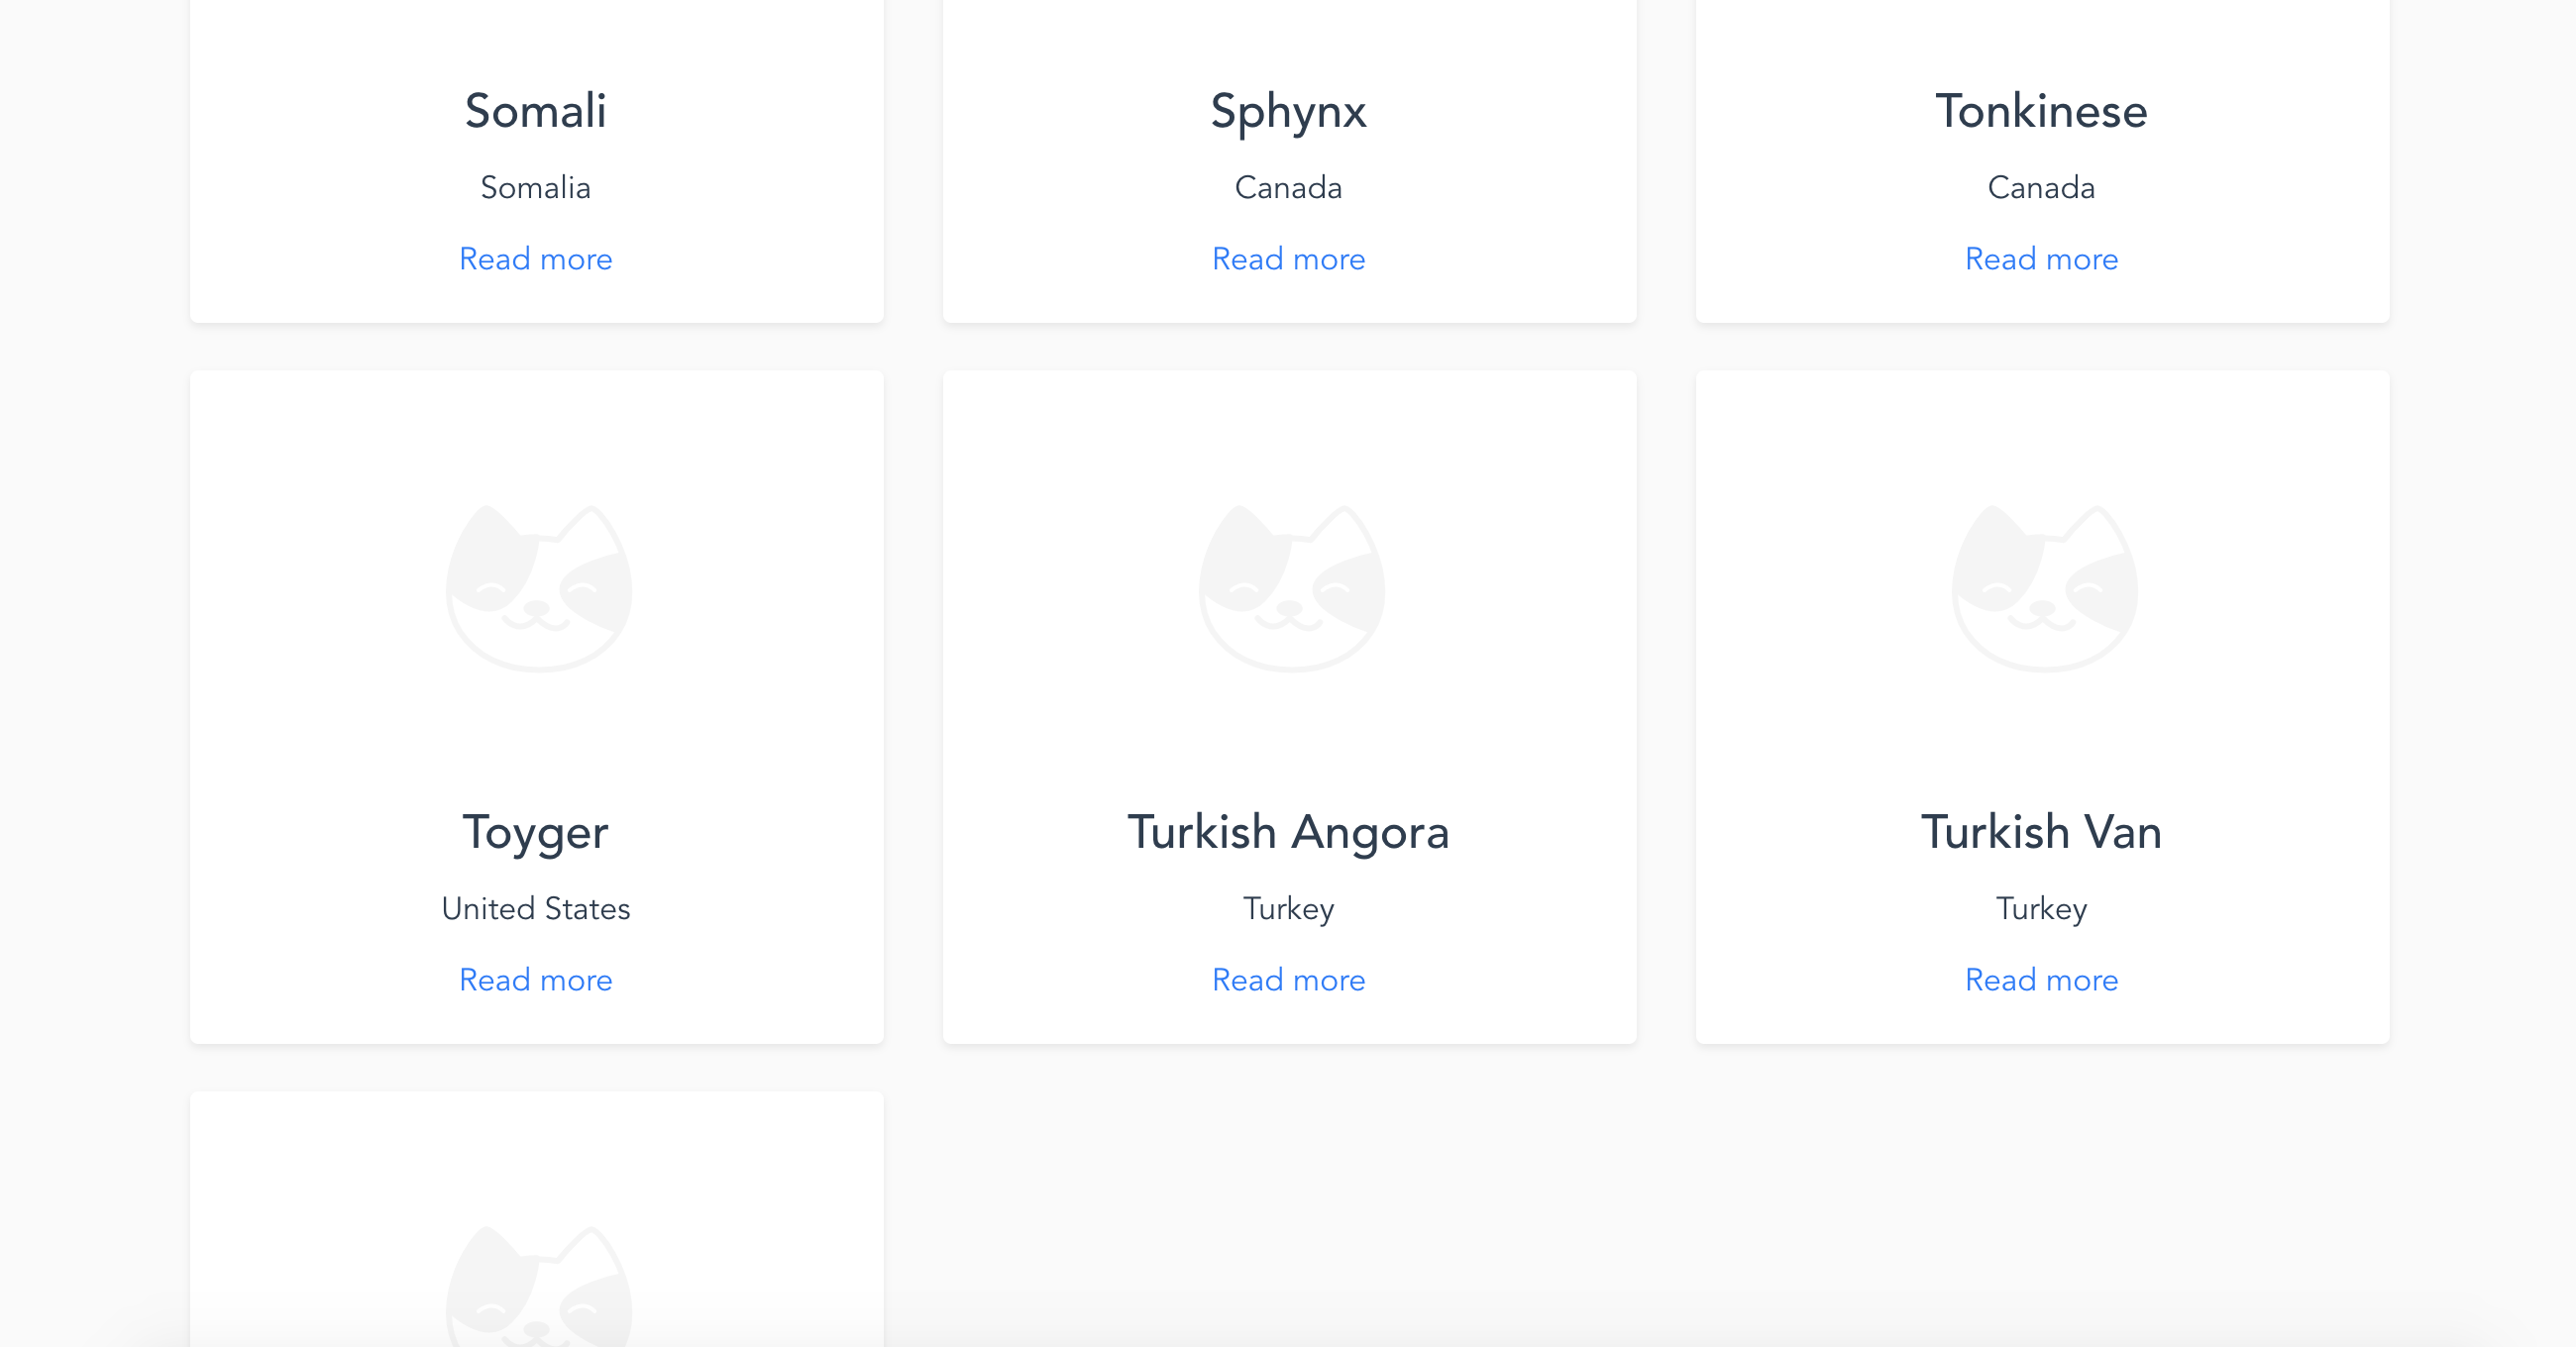 Somali
Sphynx
Tonkinese
Somalia
Canada
Canada
Read more
Read more
Read more
Toyger
Turkish Angora
Turkish Van
United States
Turkey
Turkey
Read more
Read more
Read more